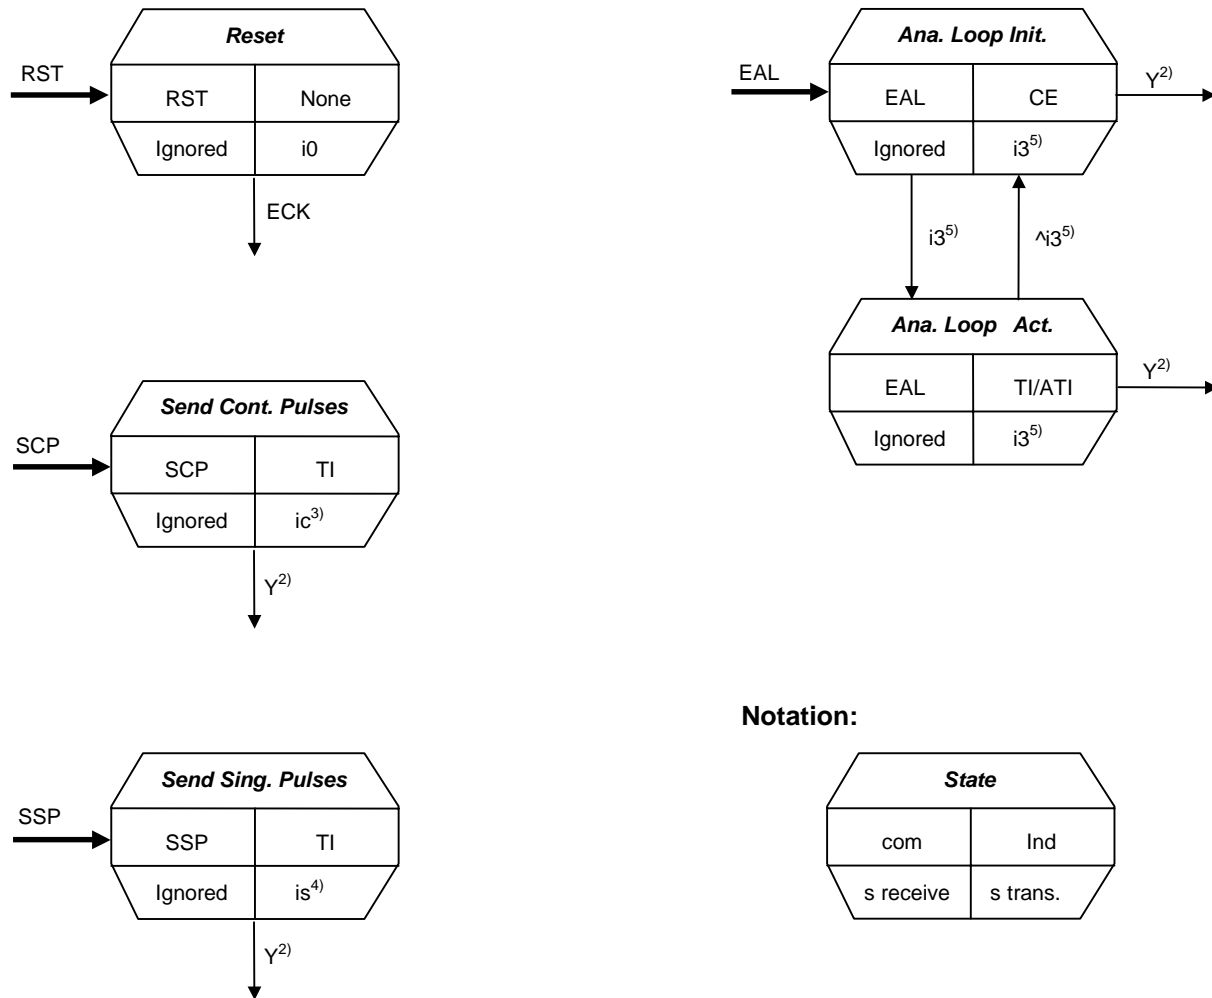 Reset
RST
RST None
Ignored i0
ECK
Ana. Loop Init.
EAL
EAL CE
Y²⁾
Ignored i3⁵⁾
i3⁵⁾ ^i3⁵⁾
Ana. Loop Act.
EAL TI/ATI
Y²⁾
Ignored i3⁵⁾
Send Cont. Pulses
SCP
SCP TI
Ignored ic³⁾
Y²⁾
Send Sing. Pulses
SSP
SSP TI
Ignored is⁴⁾
Y²⁾
Notation:
State
com Ind
s receive s trans.